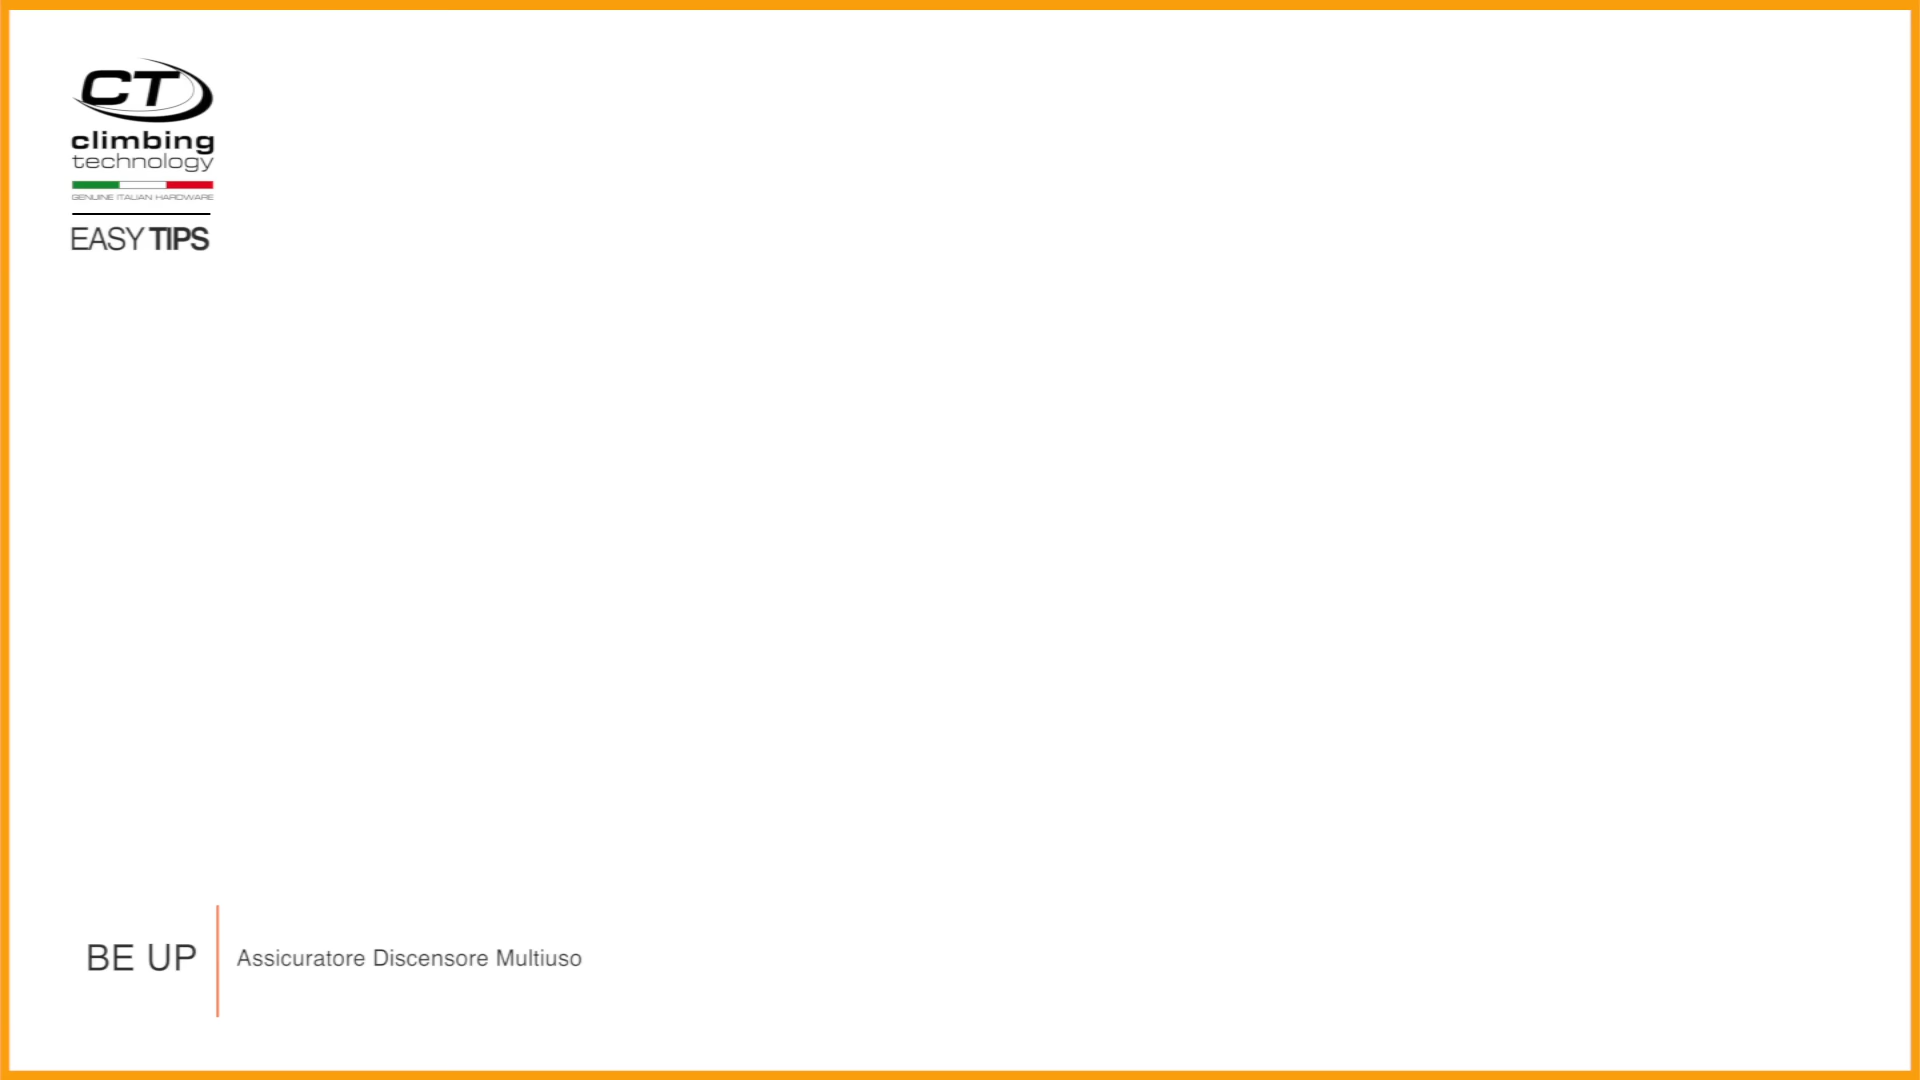 CT
climbing
technology
GENUINE ITALIAN HARDWARE
EASY TIPS
BE UP
Assicuratore Discensore Multiuso